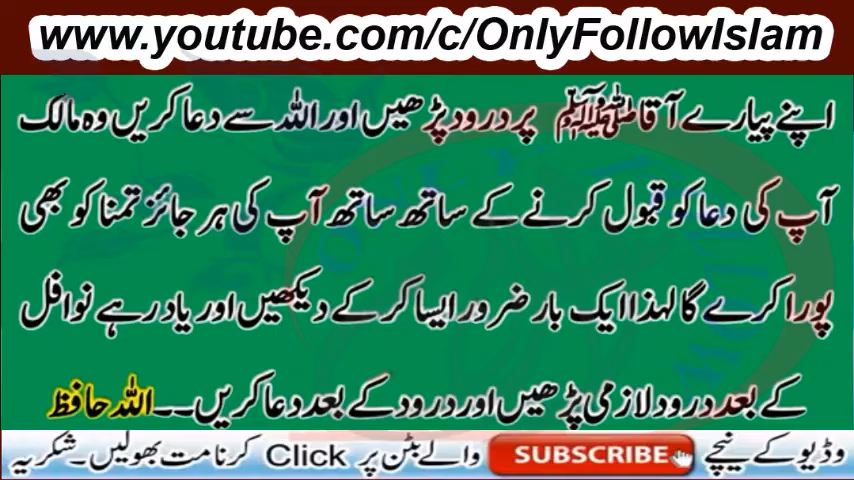 www.youtube.com/c/OnlyFollowIslam
اپنے پیارے آقا ﷺ پر درود پڑھیں اور اللہ سے دعا کریں وہ مالک
آپ کی دعا کو قبول کرنے کے ساتھ ساتھ آپ کی ہر جائز تمنا کو بھی
پورا کرے گا لہذا ایک بار ضرور ایسا کر کے دیکھیں اور یاد رہے نوافل
کے بعد درود لازمی پڑھیں اور درود کے بعد دعا کریں۔۔ اللہ حافظ
وڈیو کے نیچے SUBSCRIBE والے بٹن پر Click کرنا مت بھولیں۔شکریہ